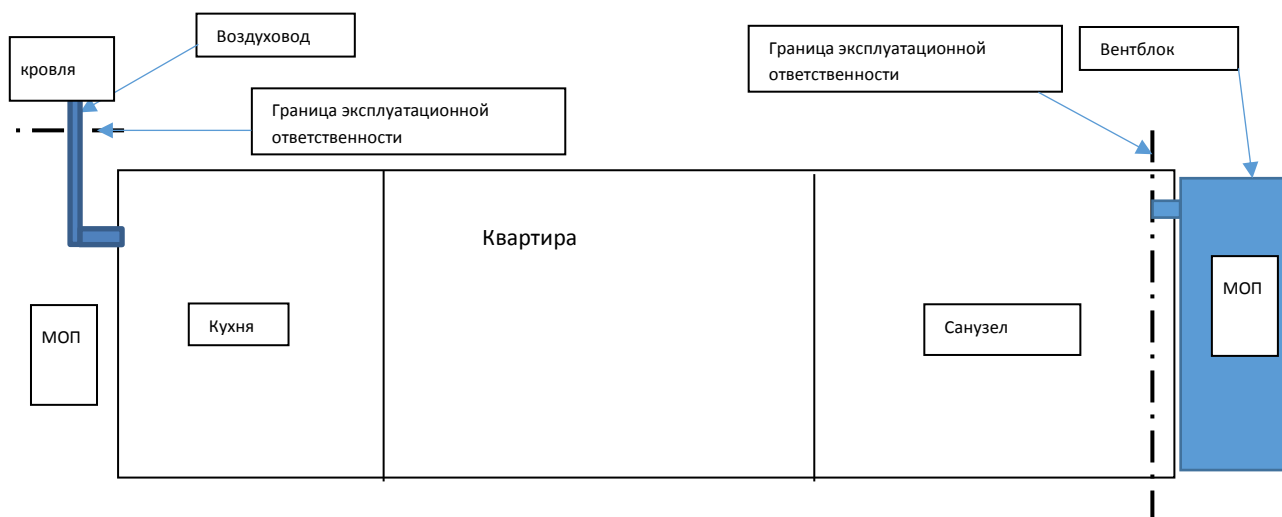 Воздуховод
кровля
Граница эксплуатационной
ответственности
Граница эксплуатационной
ответственности
Вентблок
Квартира
МОП
Кухня
Санузел
МОП